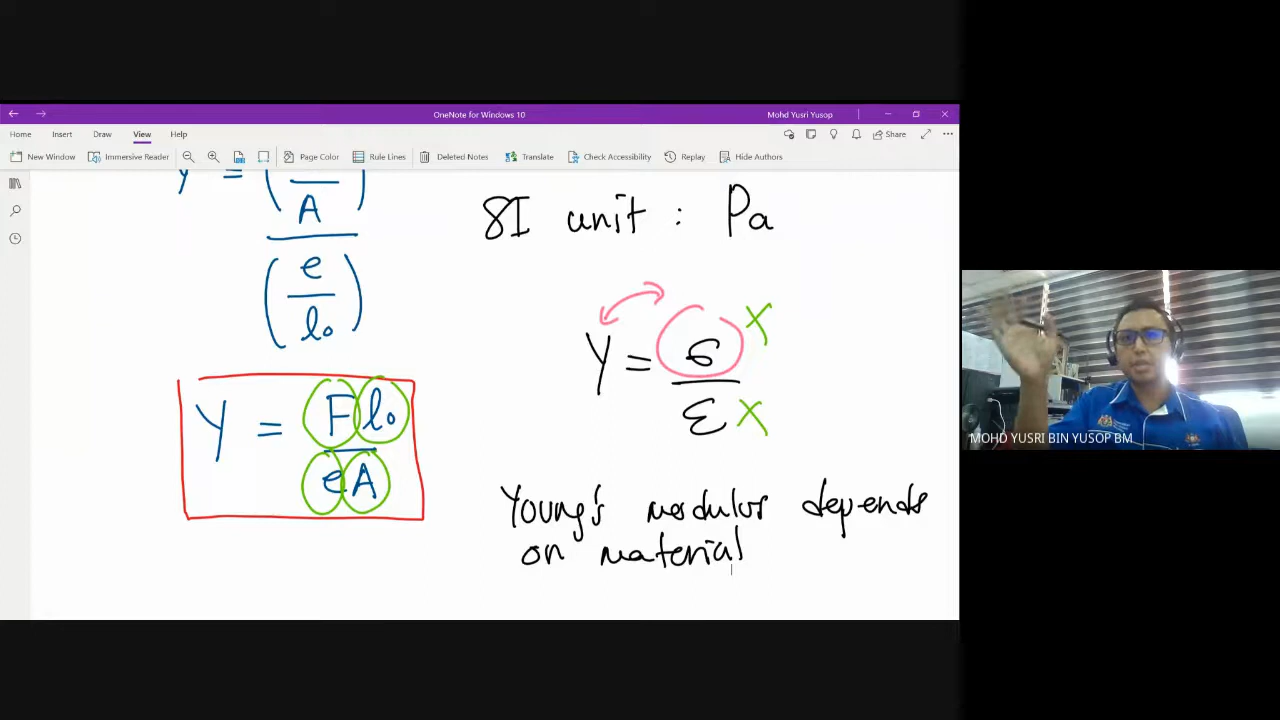 OneNote for Windows 10
Mohd Yusri Yusop
Home Insert Draw View Help
Share
New Window Immersive Reader Page Color Rule Lines Deleted Notes Translate Check Accessibility Replay Hide Authors
y = ( / A )
( e / l₀ )
SI unit : Pa
Y = σ X
ε X
Y = F l₀
e A
Young's modulus depends
on material
MOHD YUSRI BIN YUSOP BM